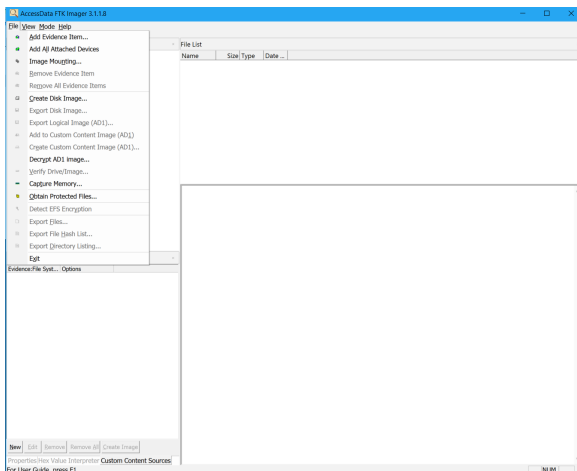 AccessData FTK Imager 3.1.1.8
File View Mode Help
Add Evidence Item...
Add All Attached Devices
Image Mounting...
Remove Evidence Item
Remove All Evidence Items
Create Disk Image...
Export Disk Image...
Export Logical Image (AD1)...
Add to Custom Content Image (AD1)
Create Custom Content Image (AD1)...
Decrypt AD1 image...
Verify Drive/Image...
Capture Memory...
Obtain Protected Files...
Detect EFS Encryption
Export Files...
Export File Hash List...
Export Directory Listing...
Exit
File List
Name Size Type Date ...
Evidence:File Syst... Options
New Edit Remove Remove All Create Image
Properties Hex Value Interpreter Custom Content Sources
For User Guide, press F1 NUM